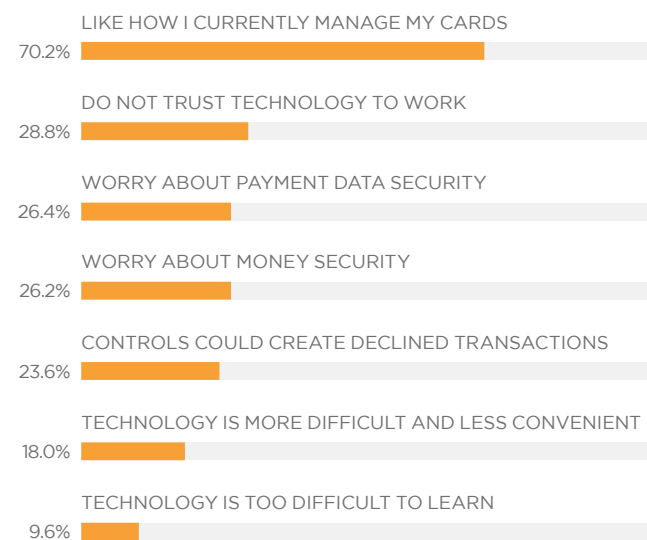 LIKE HOW I CURRENTLY MANAGE MY CARDS
70.2%
DO NOT TRUST TECHNOLOGY TO WORK
28.8%
WORRY ABOUT PAYMENT DATA SECURITY
26.4%
WORRY ABOUT MONEY SECURITY
26.2%
CONTROLS COULD CREATE DECLINED TRANSACTIONS
23.6%
TECHNOLOGY IS MORE DIFFICULT AND LESS CONVENIENT
18.0%
TECHNOLOGY IS TOO DIFFICULT TO LEARN
9.6%